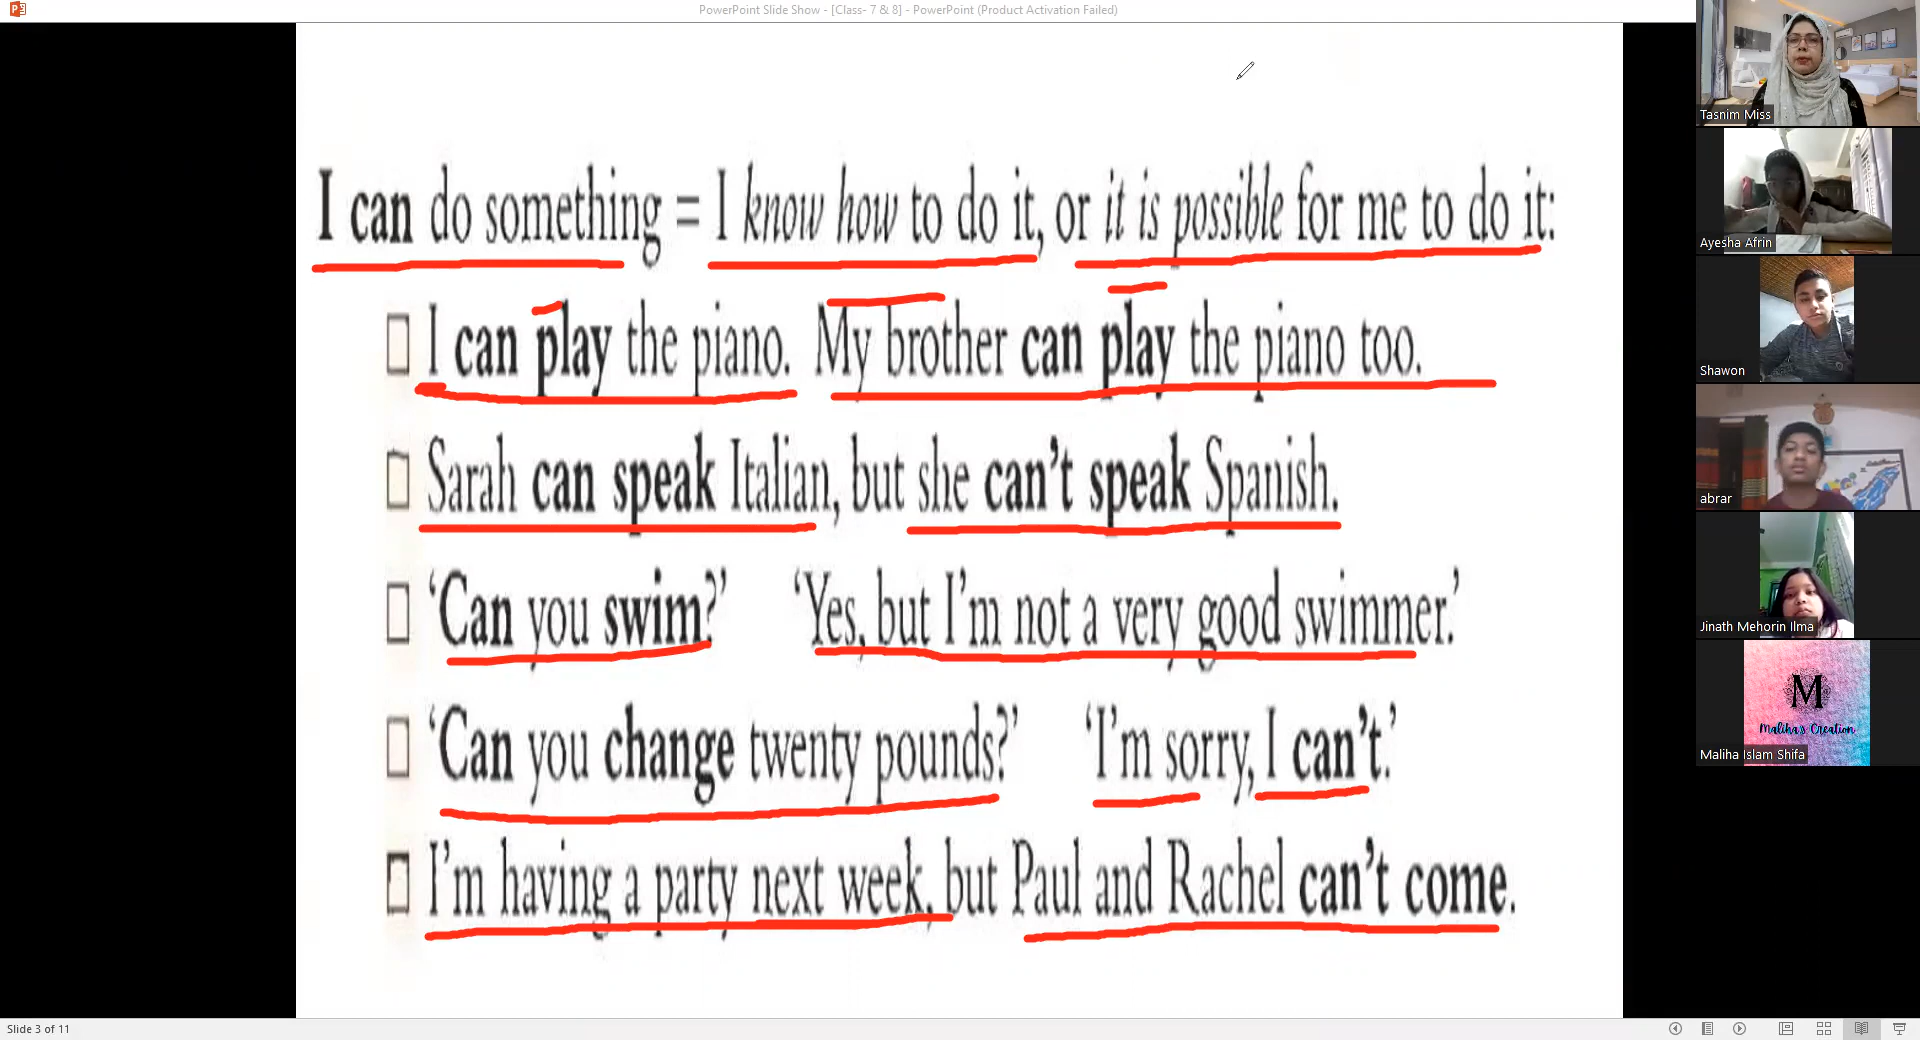 PowerPoint Slide Show - [Class- 7 & 8] - PowerPoint (Product Activation Failed)
I can do something = I know how to do it, or it is possible for me to do it:
I can play the piano. My brother can play the piano too.
Sarah can speak Italian, but she can't speak Spanish.
'Can you swim?' 'Yes, but I'm not a very good swimmer.'
'Can you change twenty pounds?' 'I'm sorry, I can't.'
I'm having a party next week, but Paul and Rachel can't come.
Slide 3 of 11
Tasnim Miss
Ayesha Afrin
Shawon
abrar
Jinath Mehorin Ilma
M
Maliha's Creation
Maliha Islam Shifa